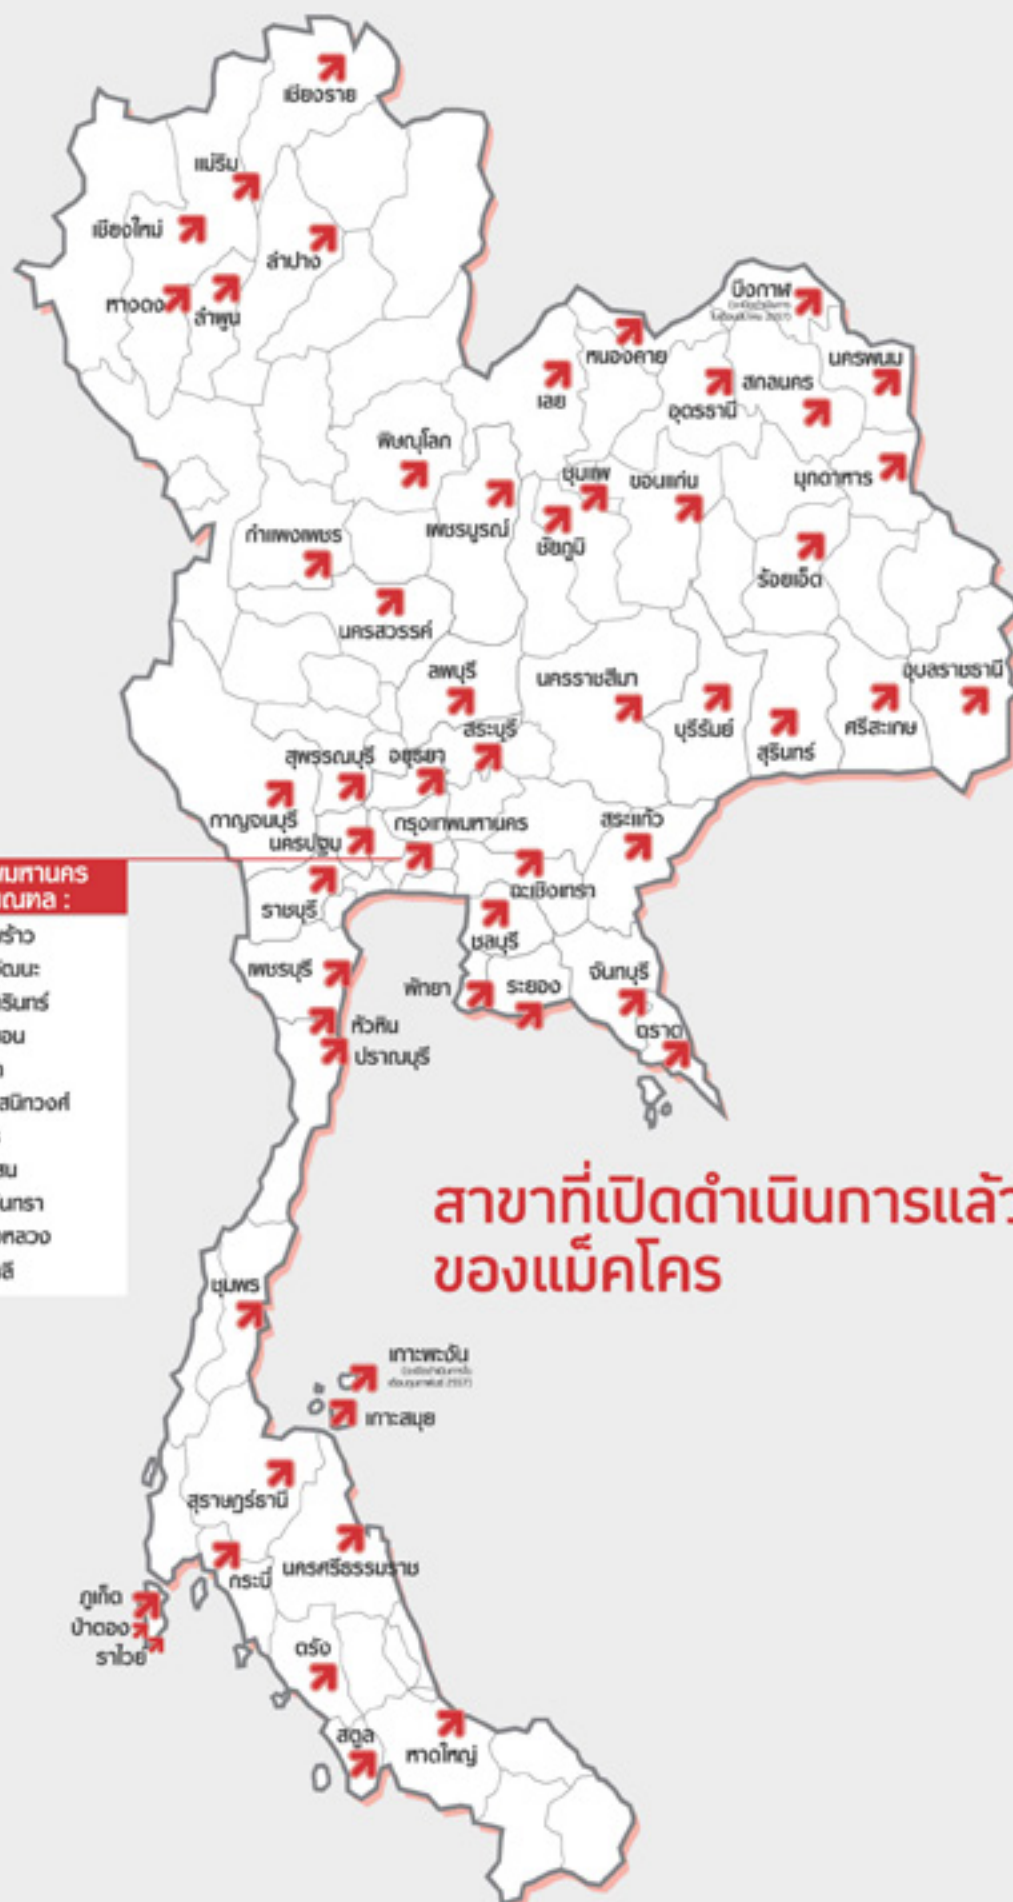 เชียงราย
แม่ริม
เชียงใหม่
ลำปาง
หางดง
ลำพูน
บึงกาฬ
หนองคาย
นครพนม
เลย
อุดรธานี
สกลนคร
พิษณุโลก
ชุมแพ
ขอนแก่น
มุกดาหาร
กำแพงเพชร
เพชรบูรณ์
ชัยภูมิ
ร้อยเอ็ด
นครสวรรค์
ลพบุรี
นครราชสีมา
อุบลราชธานี
สระบุรี
บุรีรัมย์
สุรินทร์
ศรีสะเกษ
สุพรรณบุรี
อยุธยา
กาญจนบุรี
นครปฐม
กรุงเทพมหานคร
สระแก้ว
ราชบุรี
ฉะเชิงเทรา
ชลบุรี
เพชรบุรี
พัทยา
ระยอง
จันทบุรี
หัวหิน
ตราด
ปราณบุรี
สาขาที่เปิดดำเนินการแล้ว
ของแม็คโคร
ชุมพร
เกาะพะงัน
เกาะสมุย
สุราษฎร์ธานี
กระบี่
นครศรีธรรมราช
ภูเก็ต
ป่าตอง
ราไวย์
ตรัง
สตูล
หาดใหญ่